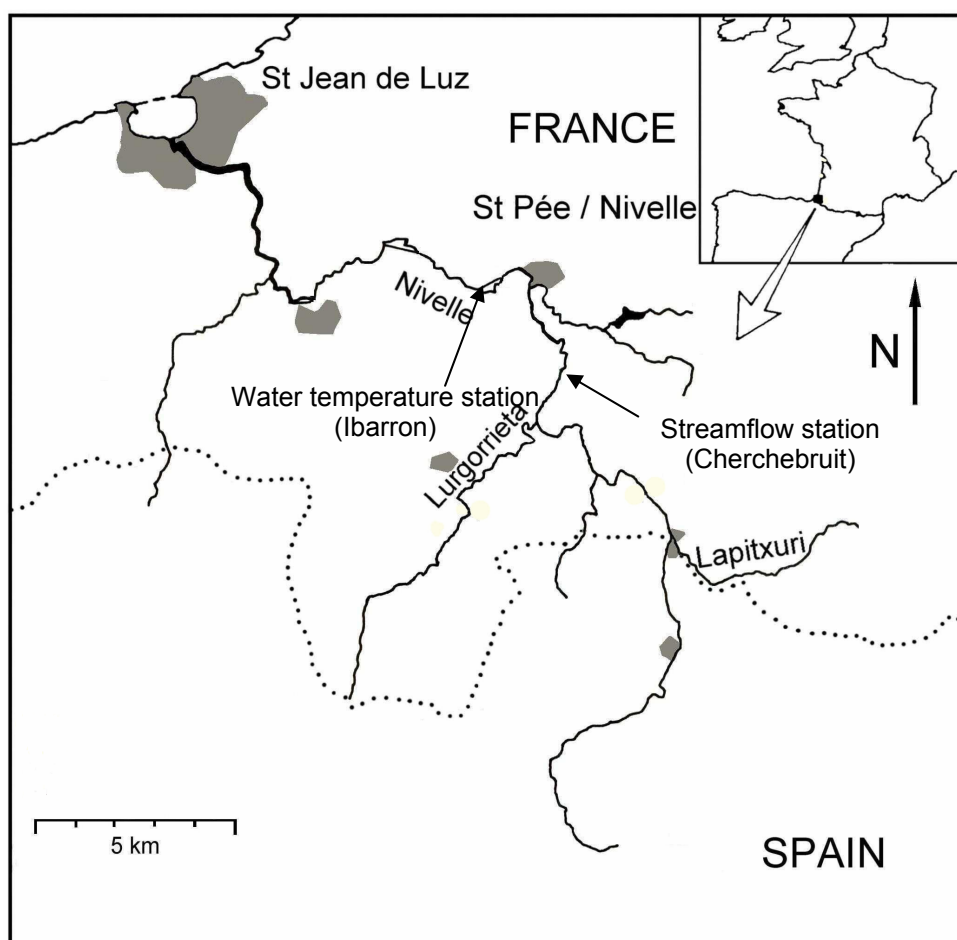 St Jean de Luz
FRANCE
St Pée / Nivelle
Nivelle
N
Water temperature station
(Ibarron)
Lurgorrieta
Streamflow station
(Cherchebruit)
Lapitxuri
5 km
SPAIN